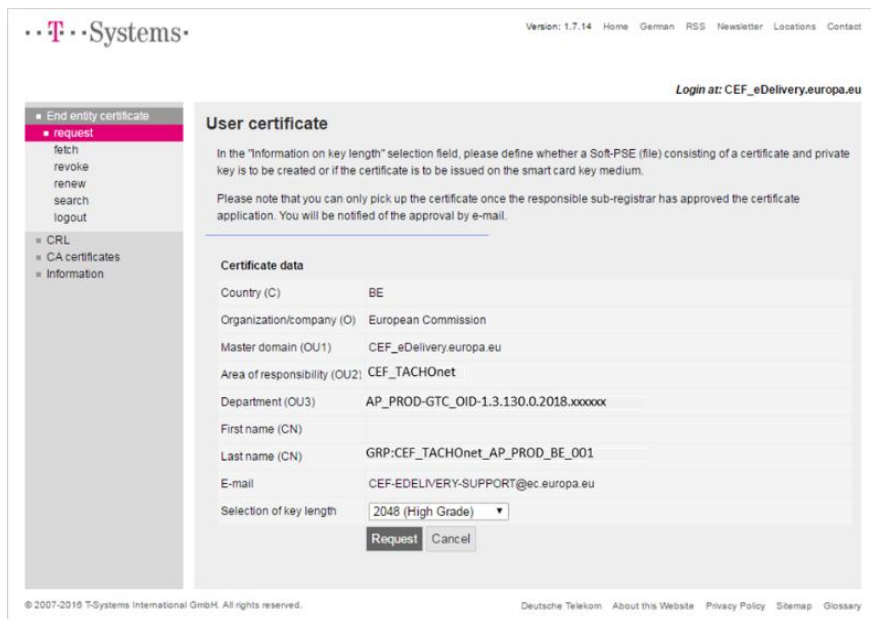 ··T··Systems·
Version: 1.7.14 Home German RSS Newsletter Locations Contact
Login at: CEF_eDelivery.europa.eu
End entity certificate
request
fetch
revoke
renew
search
logout
CRL
CA certificates
Information
User certificate
In the "Information on key length" selection field, please define whether a Soft-PSE (file) consisting of a certificate and private
key is to be created or if the certificate is to be issued on the smart card key medium.
Please note that you can only pick up the certificate once the responsible sub-registrar has approved the certificate
application. You will be notified of the approval by e-mail.
Certificate data
Country (C) BE
Organization/company (O) European Commission
Master domain (OU1) CEF_eDelivery.europa.eu
Area of responsibility (OU2) CEF_TACHOnet
Department (OU3) AP_PROD-GTC_OID-1.3.130.0.2018.xxxxxx
First name (CN)
Last name (CN) GRP:CEF_TACHOnet_AP_PROD_BE_001
E-mail CEF-EDELIVERY-SUPPORT@ec.europa.eu
Selection of key length 2048 (High Grade)
Request Cancel
© 2007-2016 T-Systems International GmbH. All rights reserved.
Deutsche Telekom About this Website Privacy Policy Sitemap Glossary